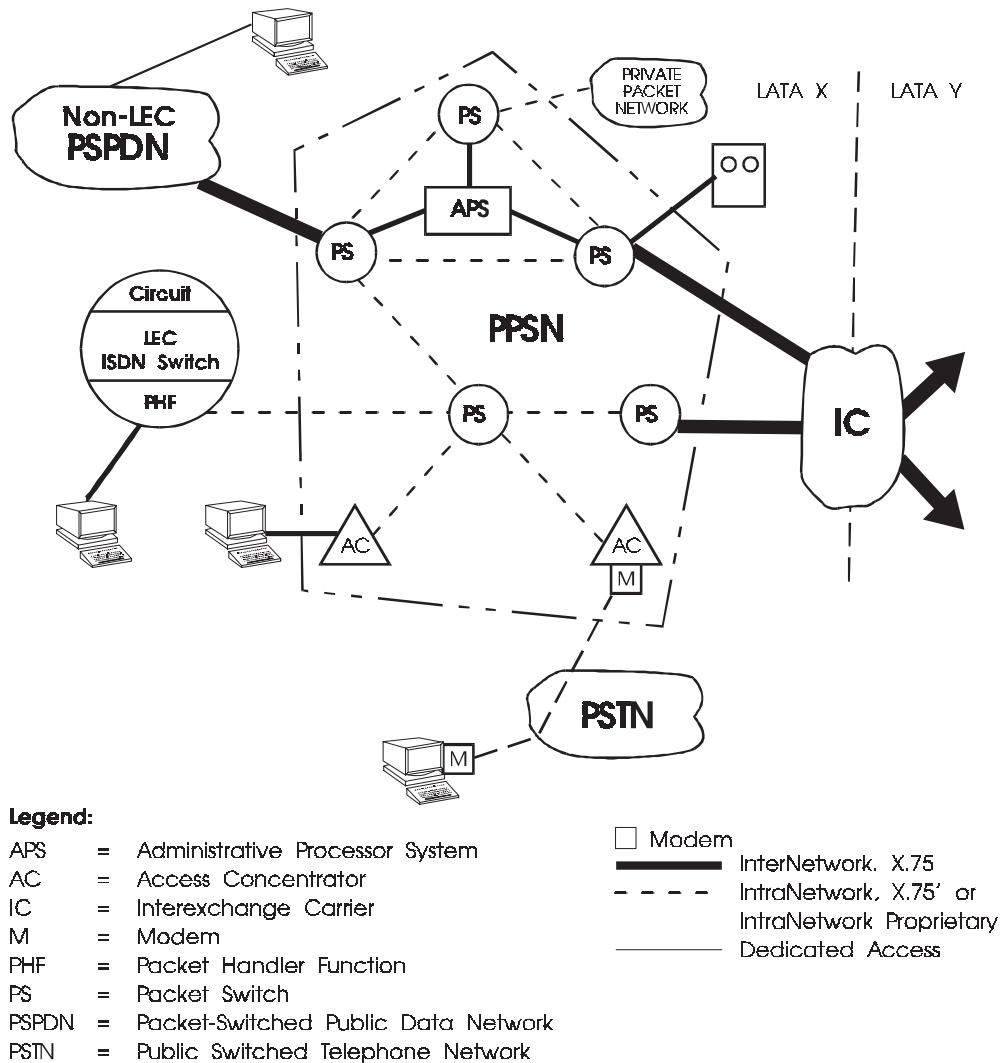 PRIVATE
PACKET
NETWORK
LATA X
LATA Y
Non-LEC
PSPDN
PS
APS
PS
PS
Circuit
LEC
ISDN Switch
PHF
PPSN
PS
PS
IC
AC
AC
M
PSTN
M
Legend:
APS = Administrative Processor System
AC = Access Concentrator
IC = Interexchange Carrier
M = Modem
PHF = Packet Handler Function
PS = Packet Switch
PSPDN = Packet-Switched Public Data Network
PSTN = Public Switched Telephone Network
Modem
InterNetwork. X.75
IntraNetwork, X.75' or
IntraNetwork Proprietary
Dedicated Access